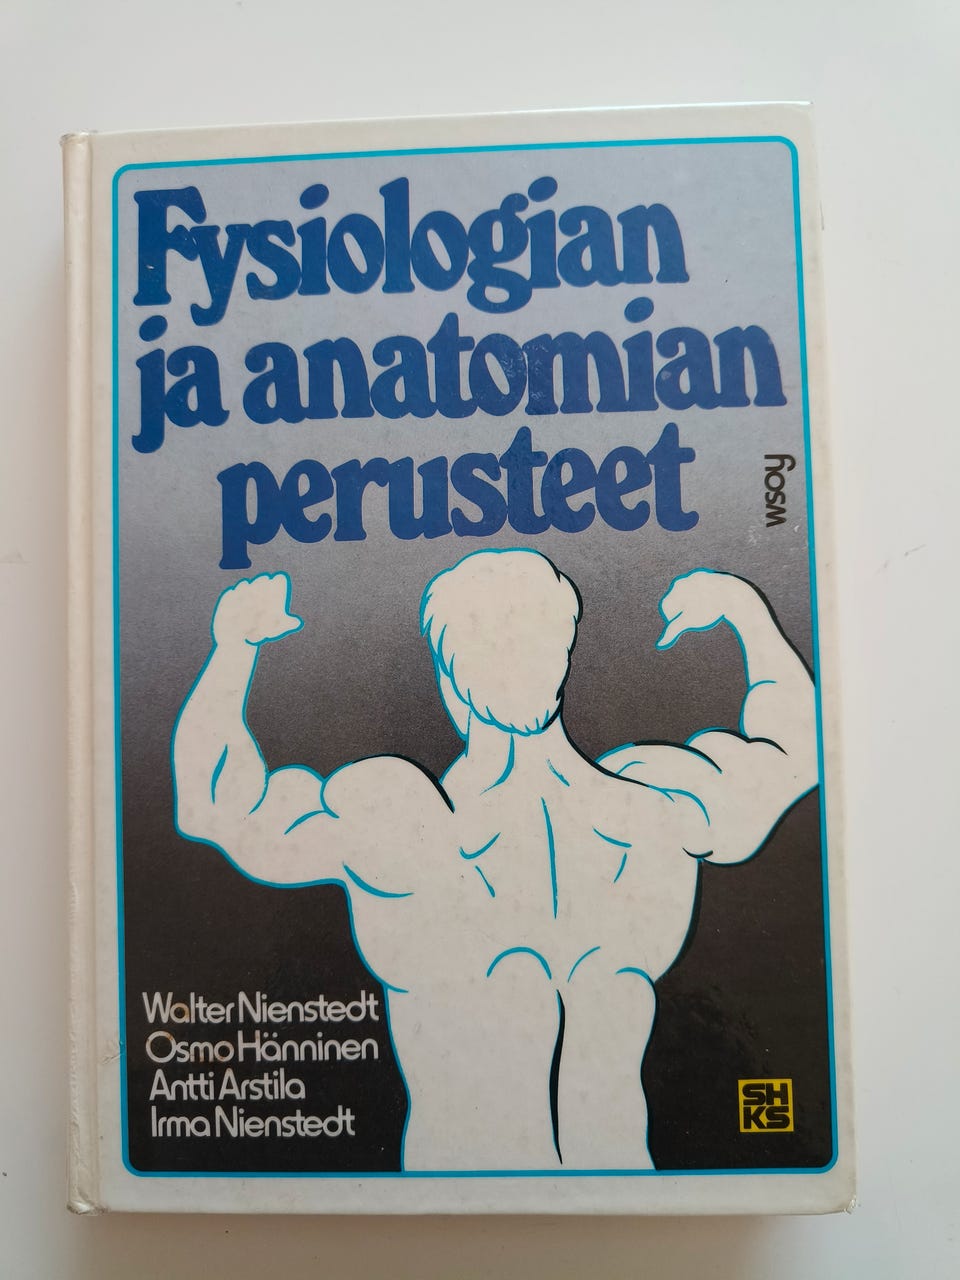 Fysiologian
ja anatomian
perusteet
wsoy
Walter Nienstedt
Osmo Hänninen
Antti Arstila
Irma Nienstedt
SH
KS